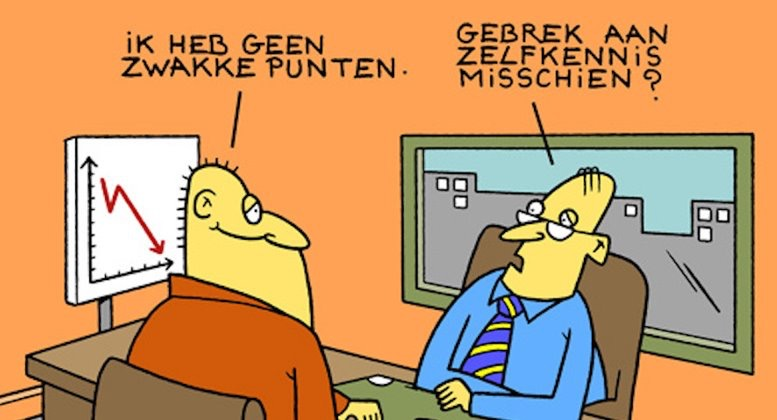 iK HEB GEEN
ZWAKKE PUNTEN.
GEBREK AAN
ZELFKENNiS
MiSSCHiEN?